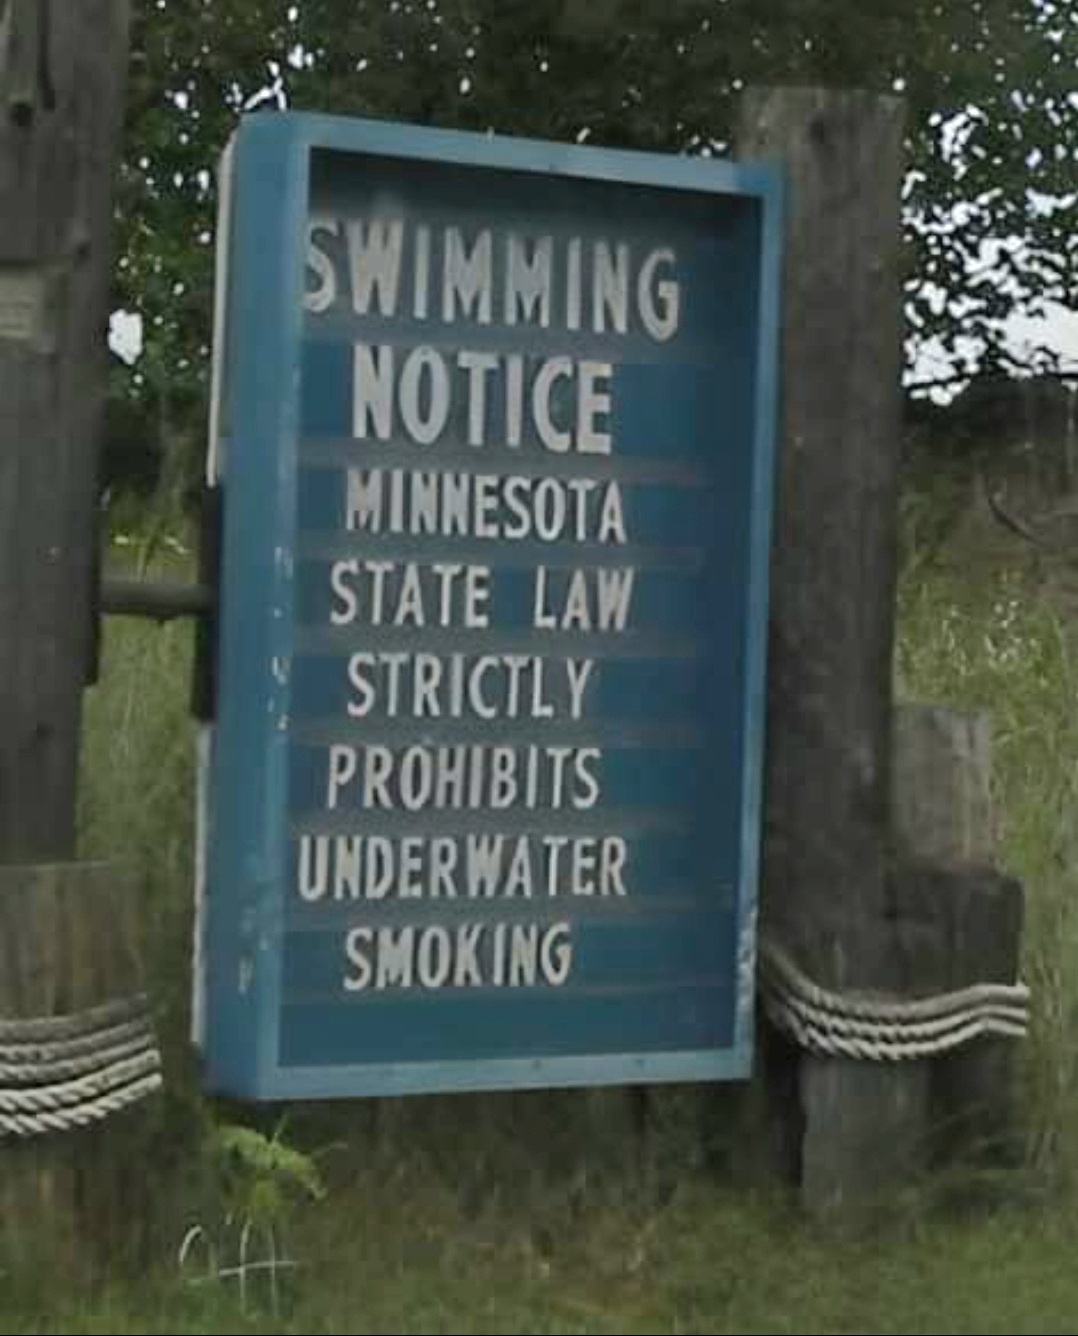 SWIMMING
NOTICE
MINNESOTA
STATE LAW
STRICTLY
PROHIBITS
UNDERWATER
SMOKING